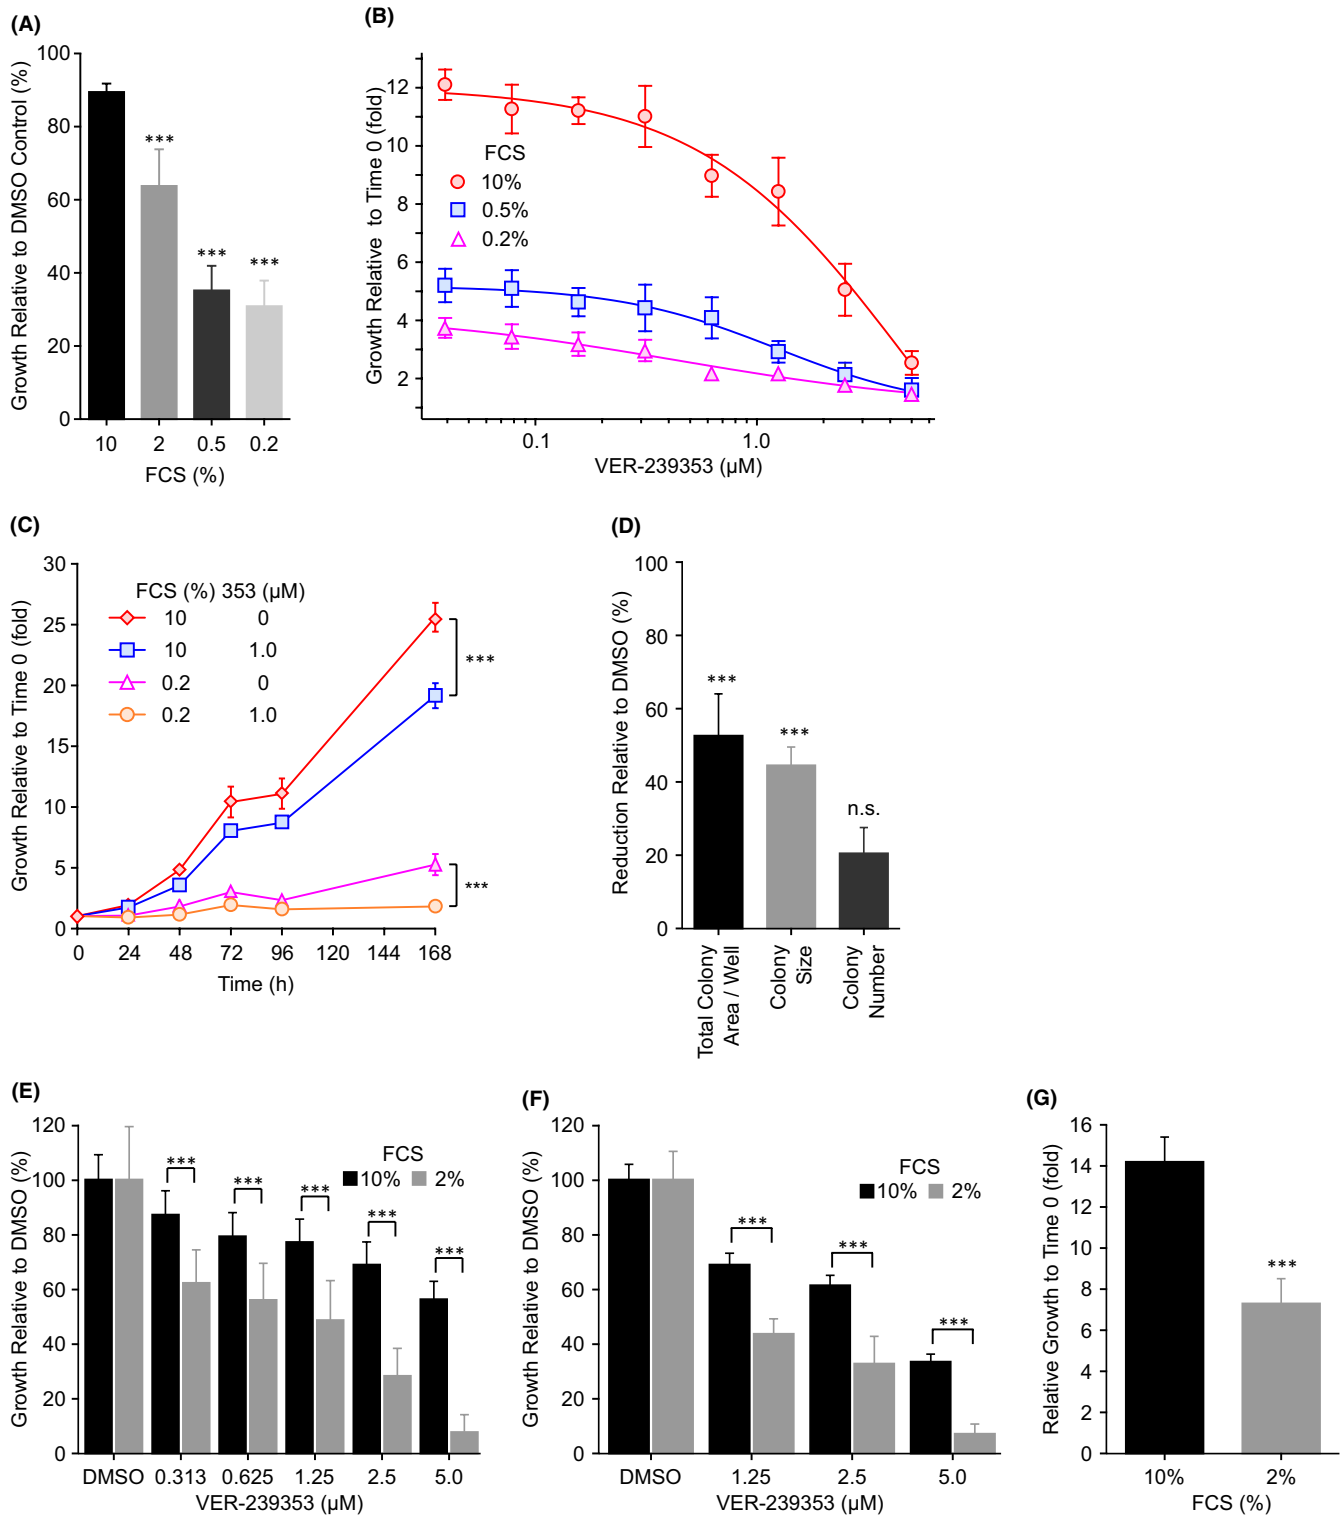 (A)
Growth Relative to DMSO Control (%)
100
80
60
40
20
0
***
***
***
10 2 0.5 0.2
FCS (%)
(B)
Growth Relative to Time 0 (fold)
12
10
8
6
4
2
FCS
10%
0.5%
0.2%
0.1 1.0
VER-239353 (µM)
(C)
Growth Relative to Time 0 (fold)
30
25
20
15
10
5
0
FCS (%) 353 (µM)
10 0
10 1.0
0.2 0
0.2 1.0
***
***
0 24 48 72 96 120 144 168
Time (h)
(D)
Reduction Relative to DMSO (%)
100
80
60
40
20
0
***
***
n.s.
Total Colony
Area / Well
Colony
Size
Colony
Number
(E)
Growth Relative to DMSO (%)
120
100
80
60
40
20
0
FCS
10% 2%
***
***
***
***
***
DMSO 0.313 0.625 1.25 2.5 5.0
VER-239353 (µM)
(F)
Growth Relative to DMSO (%)
120
100
80
60
40
20
0
FCS
10% 2%
***
***
***
DMSO 1.25 2.5 5.0
VER-239353 (µM)
(G)
Relative Growth to Time 0 (fold)
16
14
12
10
8
6
4
2
0
***
10% 2%
FCS (%)